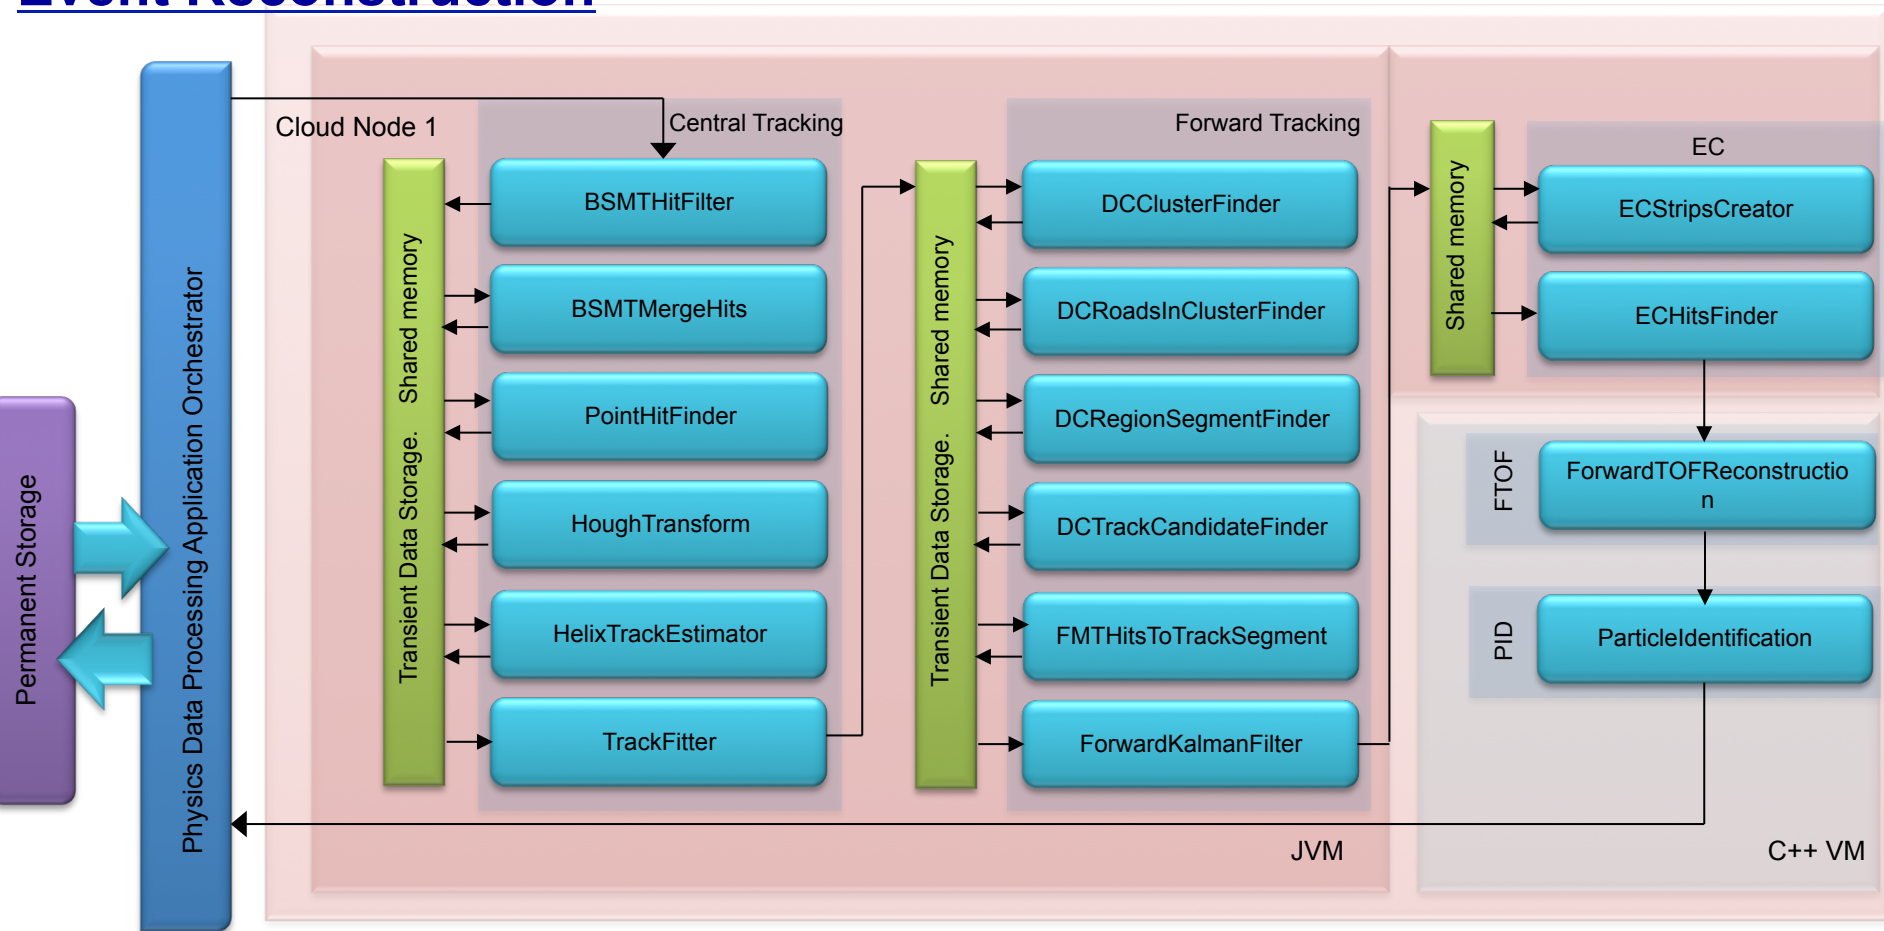 Event Reconstruction
Cloud Node 1
Central Tracking
Forward Tracking
EC
Permanent Storage
Physics Data Processing Application Orchestrator
Transient Data Storage. Shared memory
BSMTHitFilter
BSMTMergeHits
PointHitFinder
HoughTransform
HelixTrackEstimator
TrackFitter
Transient Data Storage. Shared memory
DCClusterFinder
DCRoadsInClusterFinder
DCRegionSegmentFinder
DCTrackCandidateFinder
FMTHitsToTrackSegment
ForwardKalmanFilter
Shared memory
ECStripsCreator
ECHitsFinder
FTOF
ForwardTOFReconstructio
n
PID
ParticleIdentification
JVM
C++ VM